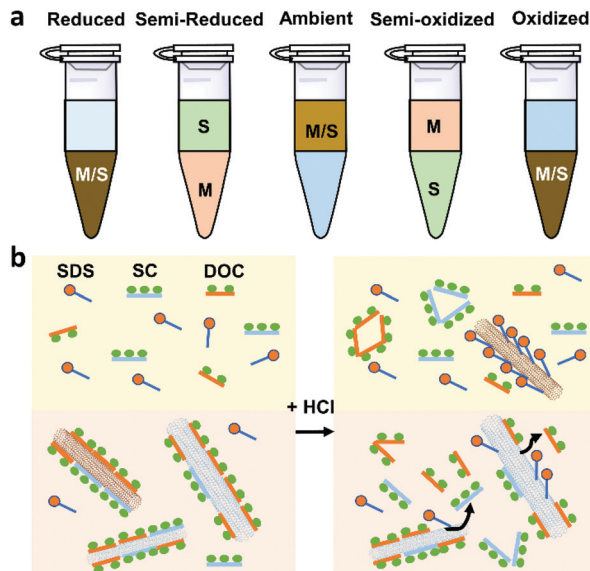 a Reduced Semi-Reduced Ambient Semi-oxidized Oxidized
S M/S M
M/S M S M/S
b SDS SC DOC
+ HCl